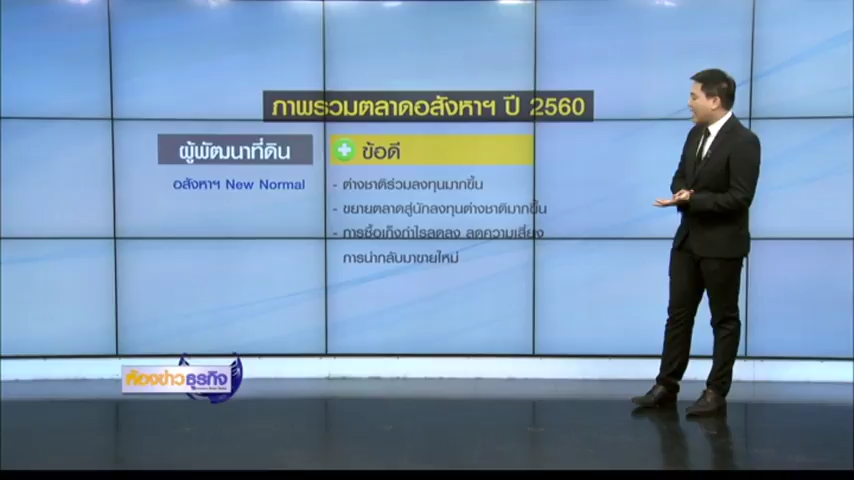 ภาพรวมตลาดอสังหาฯ ปี 2560
ผู้พัฒนาที่ดิน
ข้อดี
อสังหาฯ New Normal
- ต่างชาติร่วมลงทุนมากขึ้น
- ขยายตลาดสู่นักลงทุนต่างชาติมากขึ้น
- การซื้อเก็งกำไรลดลง ลดความเสี่ยง
การนำกลับมาขายใหม่
ห้องข่าวธุรกิจ